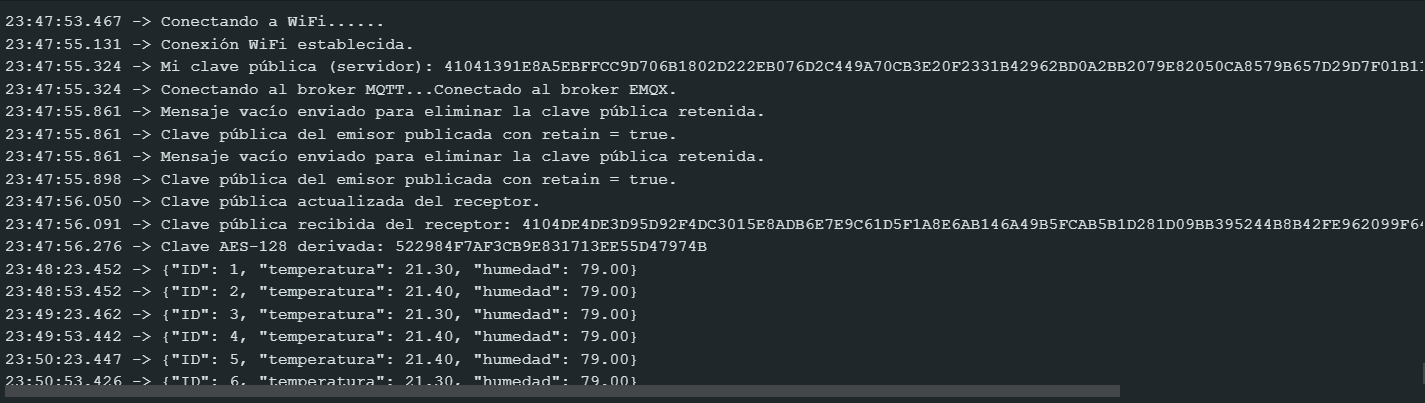 23:47:53.467 -> Conectando a WiFi......
23:47:55.131 -> Conexión WiFi establecida.
23:47:55.324 -> Mi clave pública (servidor): 41041391E8A5EBFFCC9D706B1802D222EB076D2C449A70CB3E20F2331B42962BD0A2BB2079E82050CA8579B657D29D7F01B11
23:47:55.324 -> Conectando al broker MQTT...Conectado al broker EMQX.
23:47:55.861 -> Mensaje vacío enviado para eliminar la clave pública retenida.
23:47:55.861 -> Clave pública del emisor publicada con retain = true.
23:47:55.861 -> Mensaje vacío enviado para eliminar la clave pública retenida.
23:47:55.898 -> Clave pública del emisor publicada con retain = true.
23:47:56.050 -> Clave pública actualizada del receptor.
23:47:56.091 -> Clave pública recibida del receptor: 4104DE4DE3D95D92F4DC3015E8ADB6E7E9C61D5F1A8E6AB146A49B5FCAB5B1D281D09BB395244B8B42FE962099F64
23:47:56.276 -> Clave AES-128 derivada: 522984F7AF3CB9E831713EE55D47974B
23:48:23.452 -> {"ID": 1, "temperatura": 21.30, "humedad": 79.00}
23:48:53.452 -> {"ID": 2, "temperatura": 21.40, "humedad": 79.00}
23:49:23.462 -> {"ID": 3, "temperatura": 21.30, "humedad": 79.00}
23:49:53.442 -> {"ID": 4, "temperatura": 21.40, "humedad": 79.00}
23:50:23.447 -> {"ID": 5, "temperatura": 21.40, "humedad": 79.00}
23:50:53.426 -> {"ID": 6, "temperatura": 21.30, "humedad": 79.00}